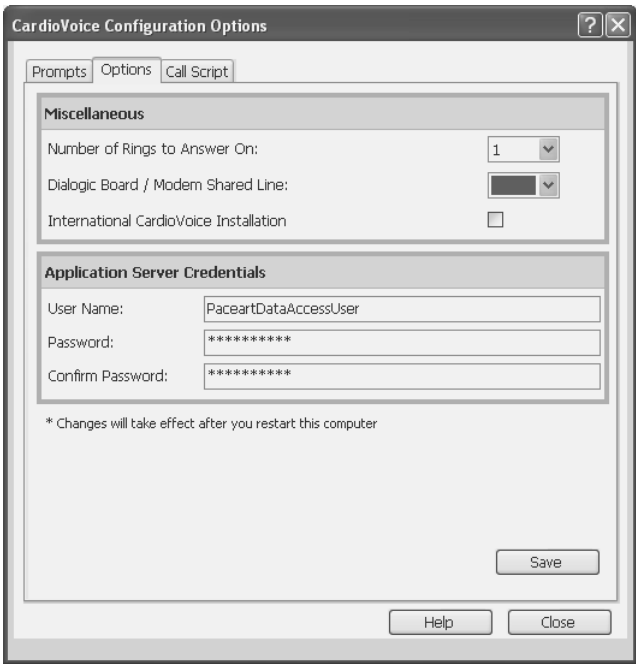 CardioVoice Configuration Options
Prompts Options Call Script
Miscellaneous
Number of Rings to Answer On: 1
Dialogic Board / Modem Shared Line:
International CardioVoice Installation
Application Server Credentials
User Name: PaceartDataAccessUser
Password: **********
Confirm Password: **********
* Changes will take effect after you restart this computer
Save
Help Close